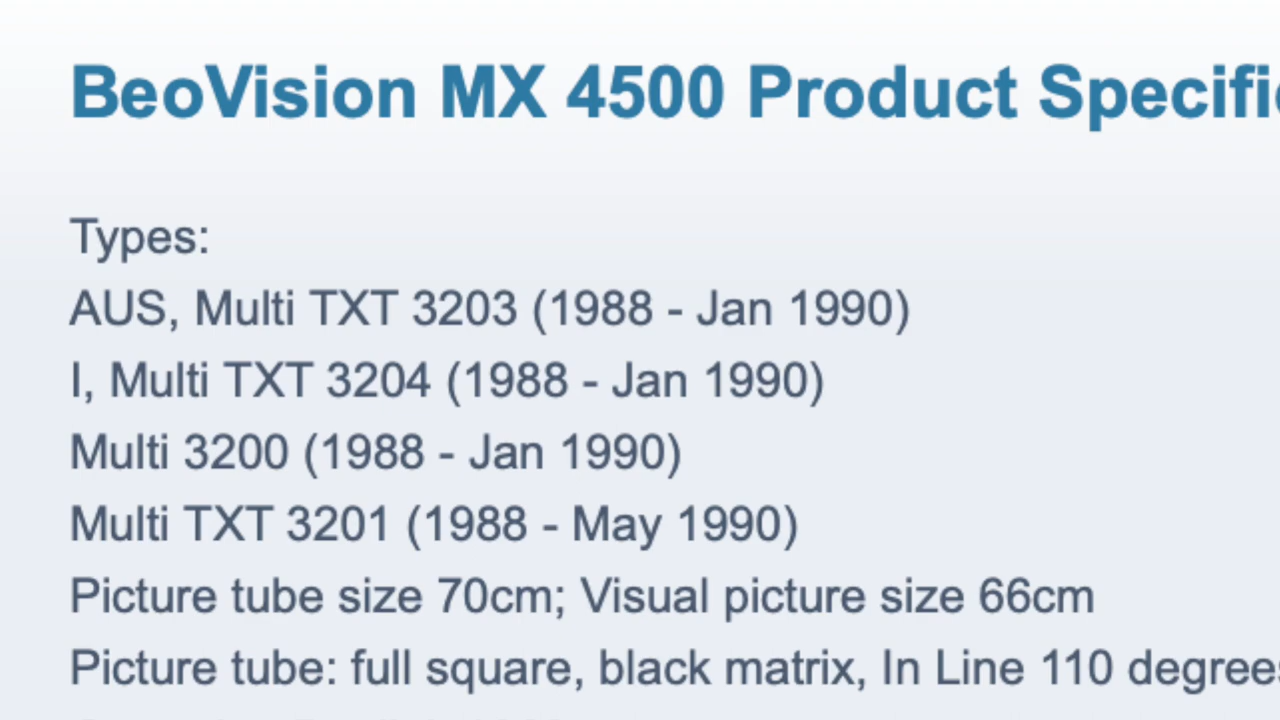 BeoVision MX 4500 Product Specific
Types:
AUS, Multi TXT 3203 (1988 - Jan 1990)
I, Multi TXT 3204 (1988 - Jan 1990)
Multi 3200 (1988 - Jan 1990)
Multi TXT 3201 (1988 - May 1990)
Picture tube size 70cm; Visual picture size 66cm
Picture tube: full square, black matrix, In Line 110 degrees